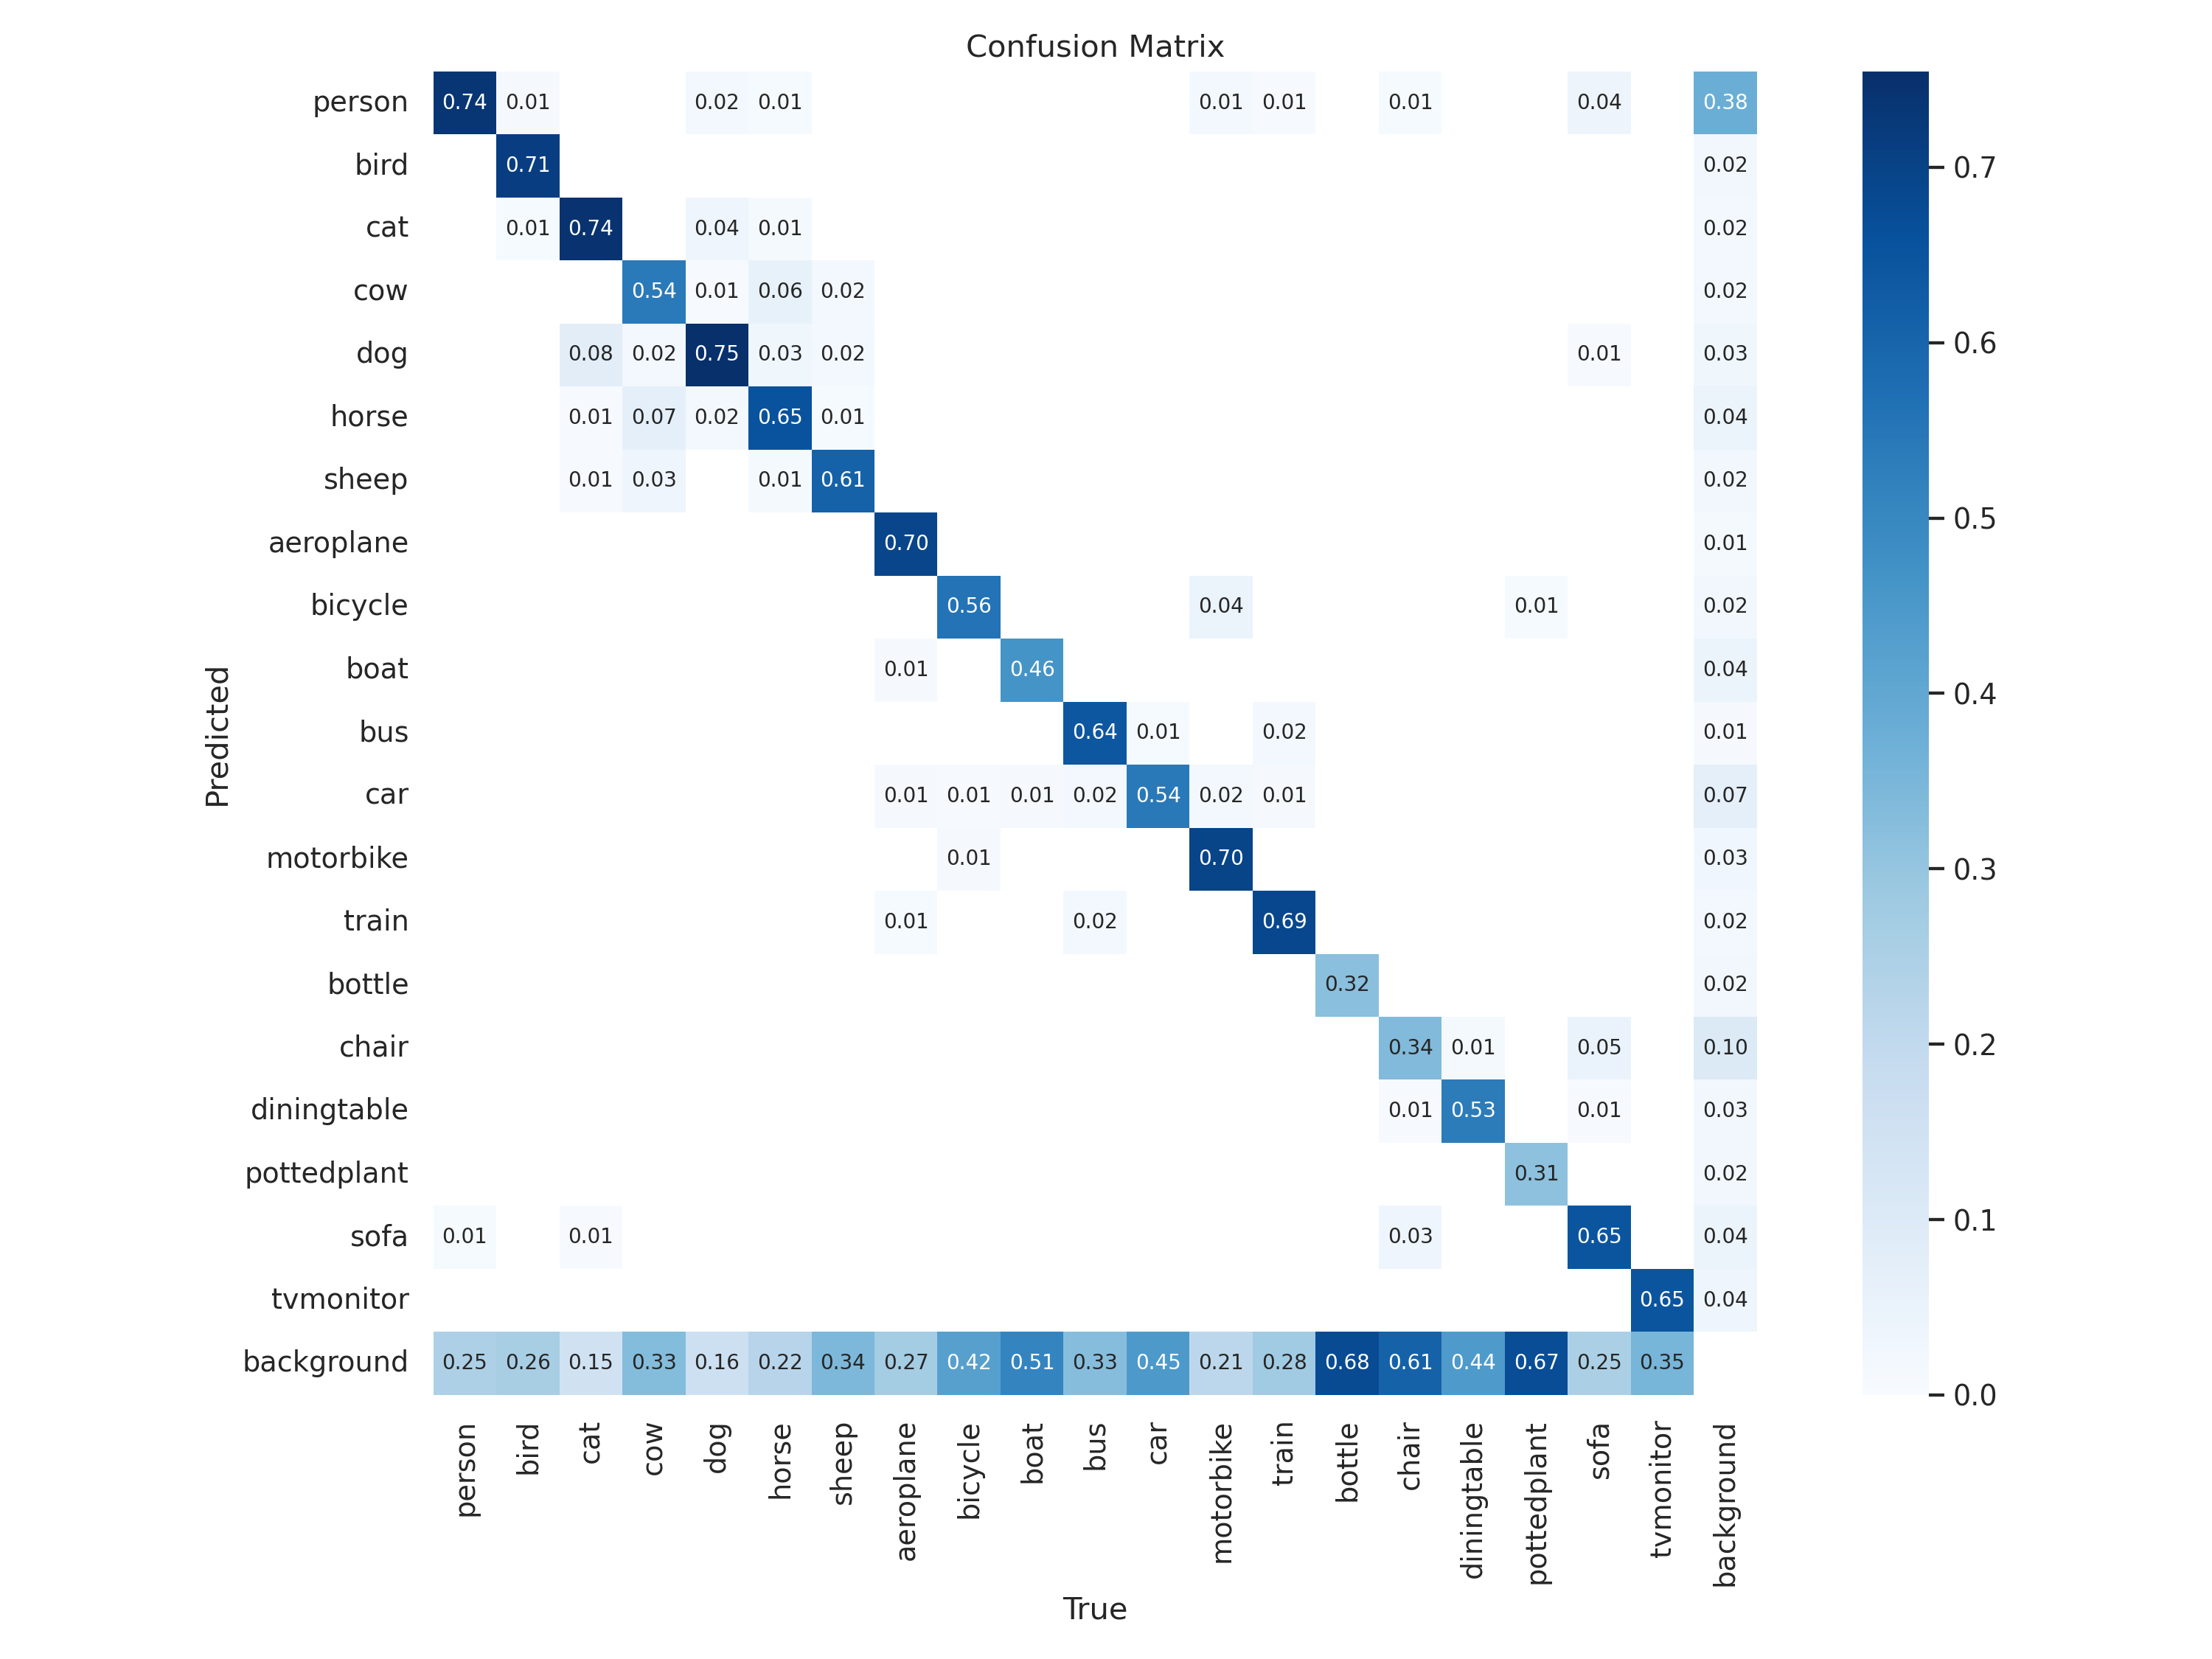 Confusion Matrix
person 0.74 0.01 0.02 0.01 0.01 0.01 0.01 0.04 0.38
bird 0.71 0.02
cat 0.01 0.74 0.04 0.01 0.02
cow 0.54 0.01 0.06 0.02 0.02
dog 0.08 0.02 0.75 0.03 0.02 0.01 0.03
horse 0.01 0.07 0.02 0.65 0.01 0.04
sheep 0.01 0.03 0.01 0.61 0.02
aeroplane 0.70 0.01
bicycle 0.56 0.04 0.01 0.02
boat 0.01 0.46 0.04
bus 0.64 0.01 0.02 0.01
car 0.01 0.01 0.01 0.02 0.54 0.02 0.01 0.07
motorbike 0.01 0.70 0.03
train 0.01 0.02 0.69 0.02
bottle 0.32 0.02
chair 0.34 0.01 0.05 0.10
diningtable 0.01 0.53 0.01 0.03
pottedplant 0.31 0.02
sofa 0.01 0.01 0.03 0.65 0.04
tvmonitor 0.65 0.04
background 0.25 0.26 0.15 0.33 0.16 0.22 0.34 0.27 0.42 0.51 0.33 0.45 0.21 0.28 0.68 0.61 0.44 0.67 0.25 0.35
person bird cat cow dog horse sheep aeroplane bicycle boat bus car motorbike train bottle chair diningtable pottedplant sofa tvmonitor background
True
Predicted
0.7
0.6
0.5
0.4
0.3
0.2
0.1
0.0